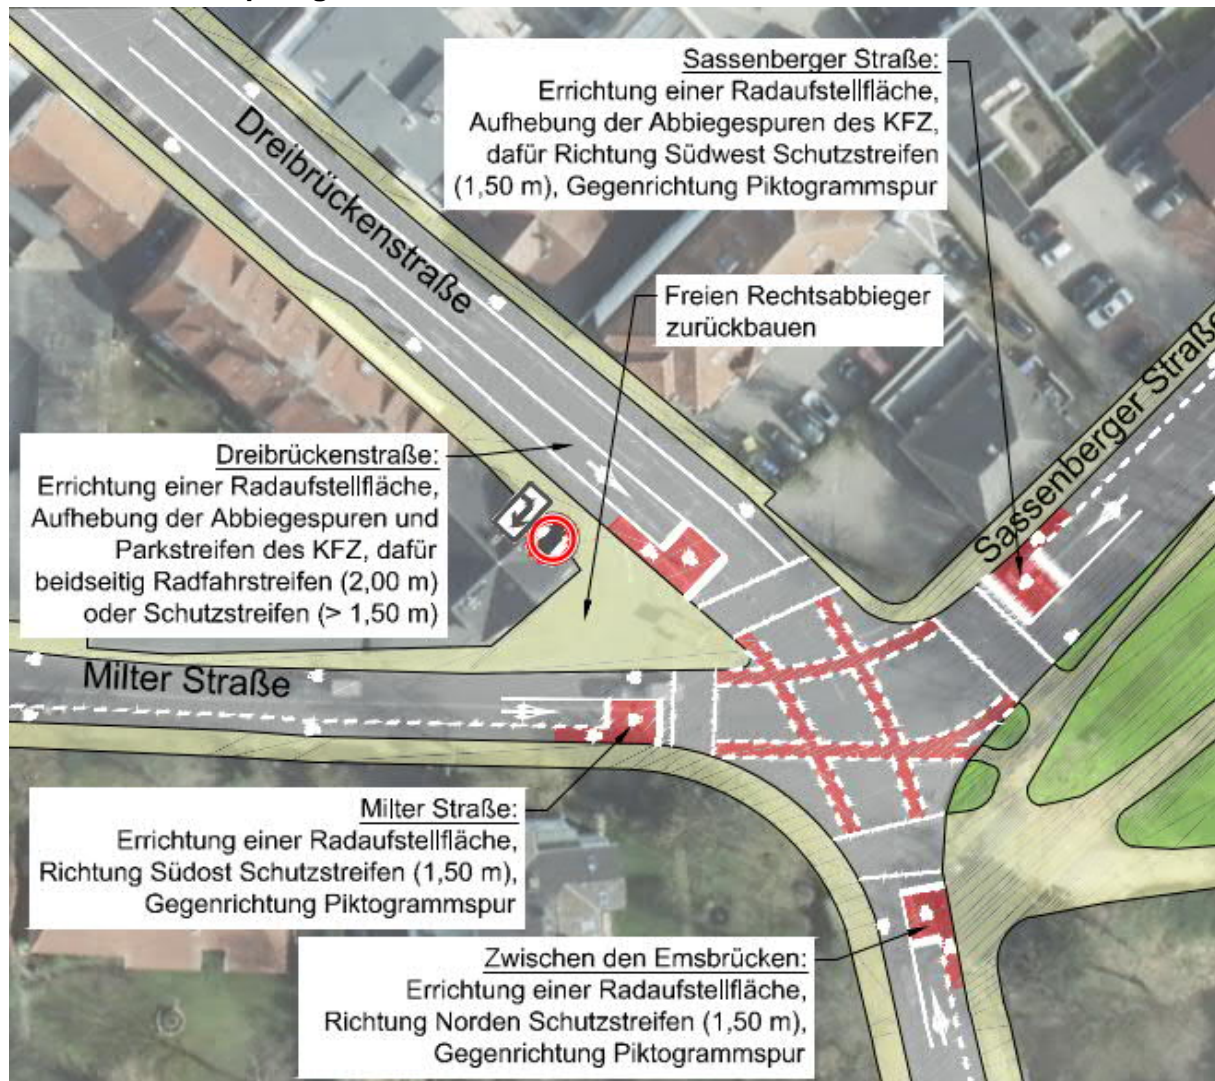 Sassenberger Straße:
Errichtung einer Radaufstellfläche,
Aufhebung der Abbiegespuren des KFZ,
dafür Richtung Südwest Schutzstreifen
(1,50 m), Gegenrichtung Piktogrammspur
Dreibrückenstraße
Freien Rechtsabbieger
zurückbauen
Sassenberger Straße
Dreibrückenstraße:
Errichtung einer Radaufstellfläche,
Aufhebung der Abbiegespuren und
Parkstreifen des KFZ, dafür
beidseitig Radfahrstreifen (2,00 m)
oder Schutzstreifen (> 1,50 m)
Milter Straße
Milter Straße:
Errichtung einer Radaufstellfläche,
Richtung Südost Schutzstreifen (1,50 m),
Gegenrichtung Piktogrammspur
Zwischen den Emsbrücken:
Errichtung einer Radaufstellfläche,
Richtung Norden Schutzstreifen (1,50 m),
Gegenrichtung Piktogrammspur